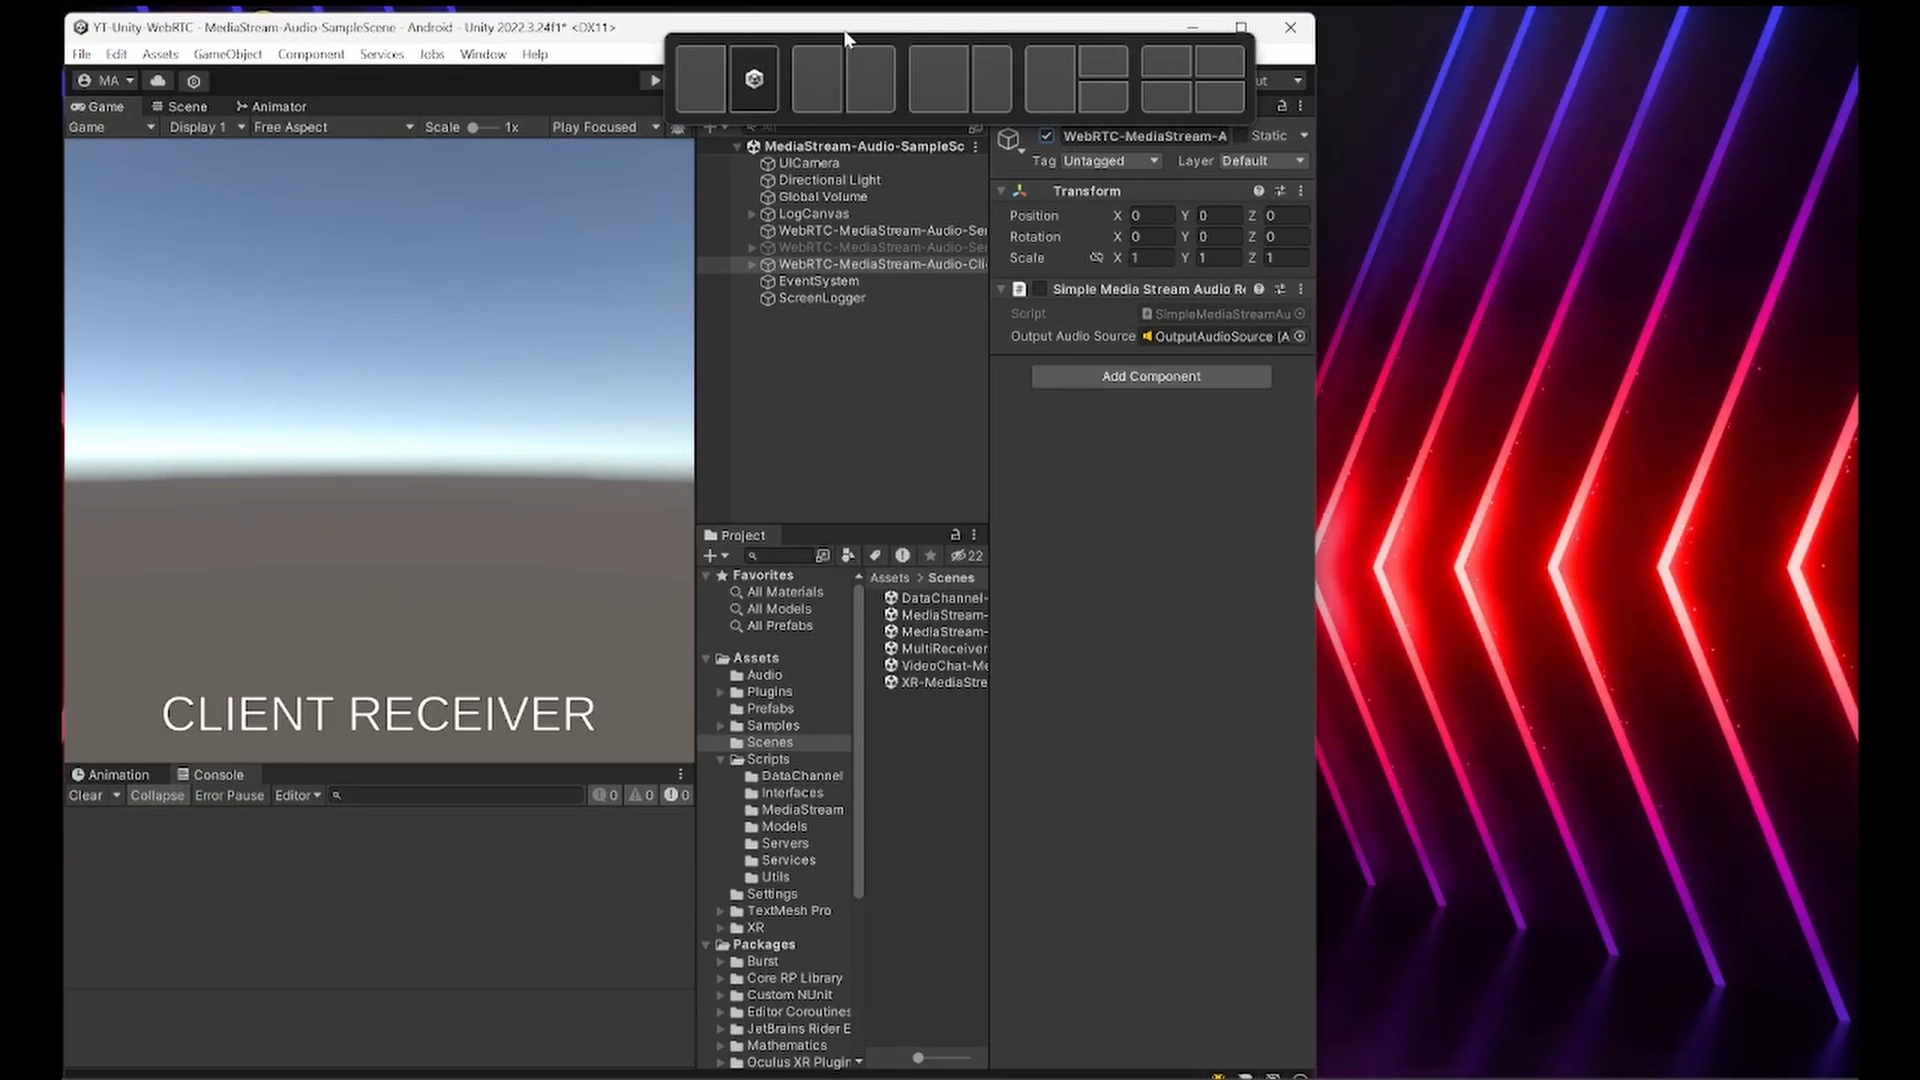 YT-Unity-WebRTC - MediaStream-Audio-SampleScene - Android - Unity 2022.3.24f1* <DX11>
File Edit Assets GameObject Component Services Jobs Window Help
MA
ut
Game Scene Animator
Game Display 1 Free Aspect Scale 1x Play Focused
CLIENT RECEIVER
Animation Console
Clear Collapse Error Pause Editor 0 0 0
All
MediaStream-Audio-SampleSc
UICamera
Directional Light
Global Volume
LogCanvas
WebRTC-MediaStream-Audio-Ser
WebRTC-MediaStream-Audio-Se
WebRTC-MediaStream-Audio-Cli
EventSystem
ScreenLogger
Project
22
Favorites
All Materials
All Models
All Prefabs
Assets
Audio
Plugins
Prefabs
Samples
Scenes
Scripts
DataChannel
Interfaces
MediaStream
Models
Servers
Services
Utils
Settings
TextMesh Pro
XR
Packages
Burst
Core RP Library
Custom NUnit
Editor Coroutines
JetBrains Rider E
Mathematics
Oculus XR Plugin
Assets > Scenes
DataChannel-
MediaStream-
MediaStream-
MultiReceiver
VideoChat-Me
XR-MediaStre
WebRTC-MediaStream-A Static
Tag Untagged Layer Default
Transform
Position X 0 Y 0 Z 0
Rotation X 0 Y 0 Z 0
Scale X 1 Y 1 Z 1
Simple Media Stream Audio Re
Script SimpleMediaStreamAu
Output Audio Source OutputAudioSource (A
Add Component